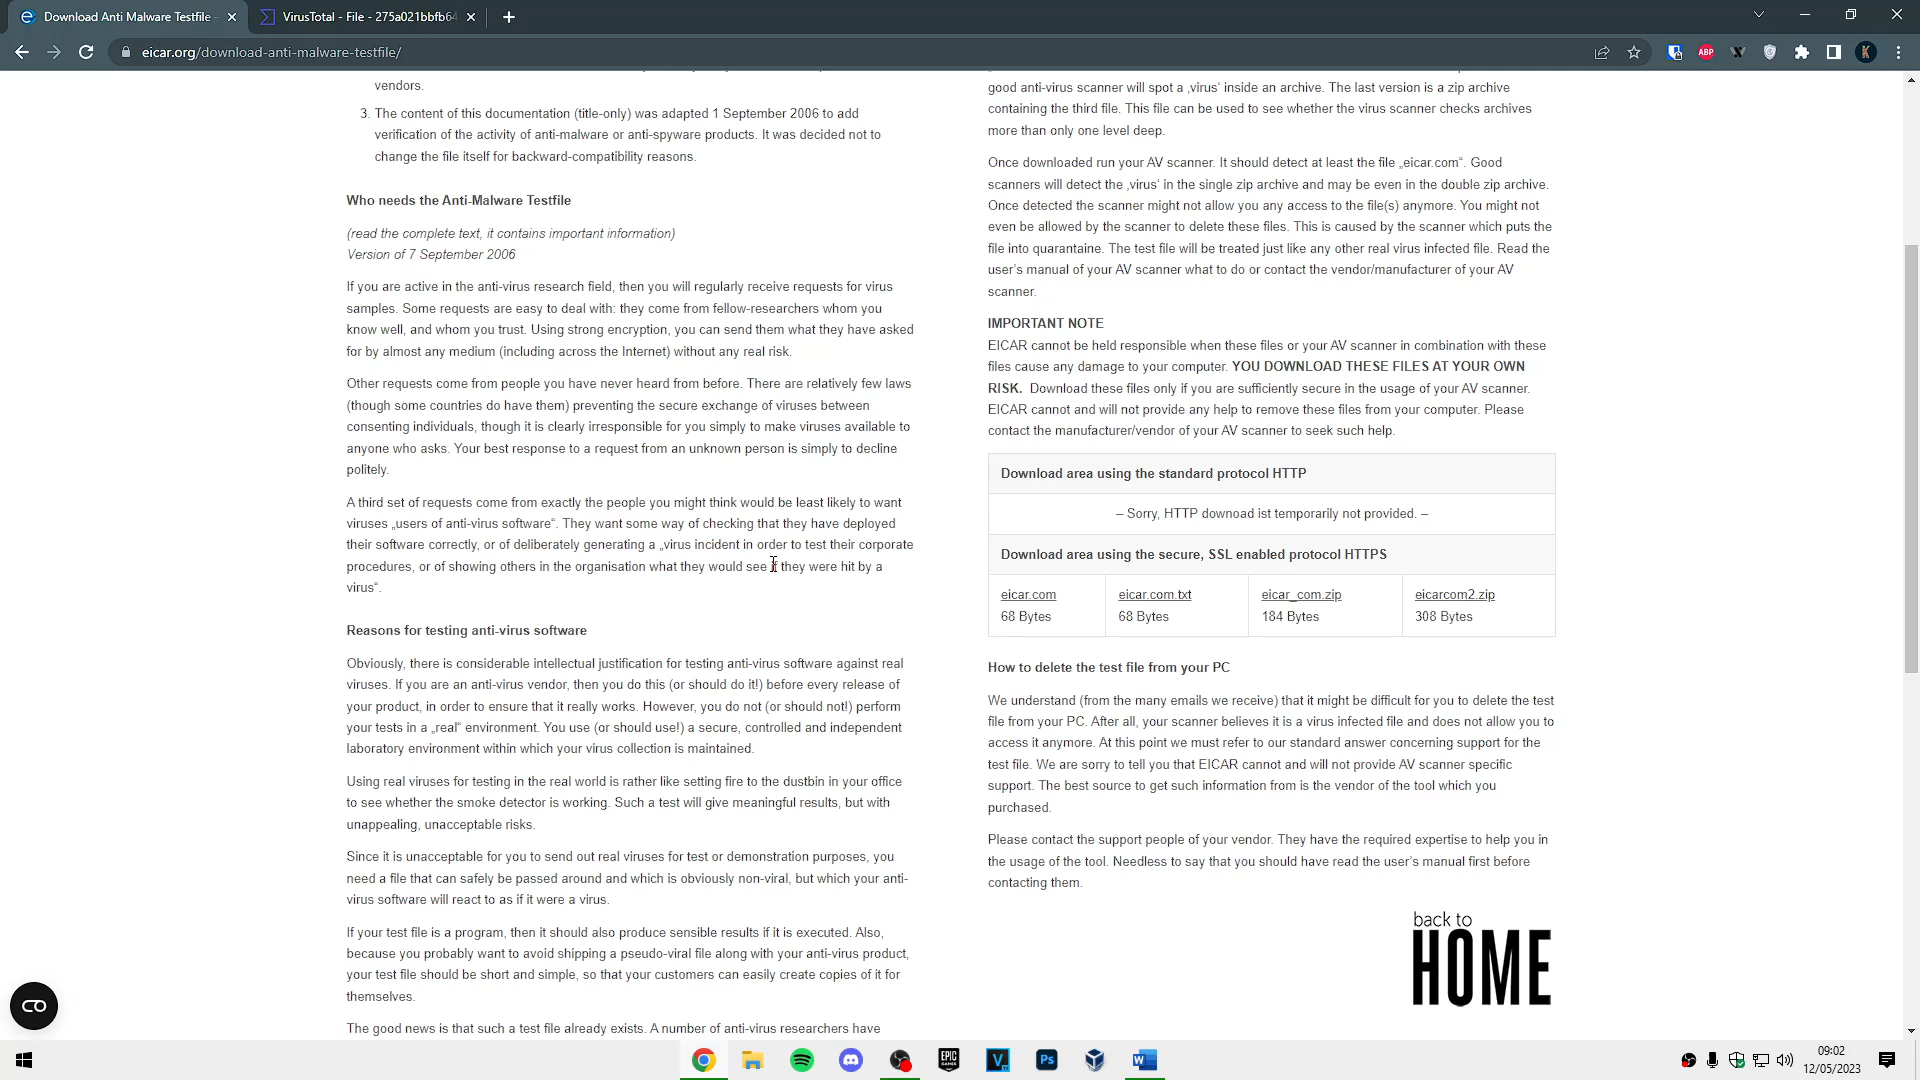 Download Anti Malware Testfile -
VirusTotal - File - 275a021bbfb64
eicar.org/download-anti-malware-testfile/
ABP
K
vendors.
3. The content of this documentation (title-only) was adapted 1 September 2006 to add
verification of the activity of anti-malware or anti-spyware products. It was decided not to
change the file itself for backward-compatibility reasons.
Who needs the Anti-Malware Testfile
(read the complete text, it contains important information)
Version of 7 September 2006
If you are active in the anti-virus research field, then you will regularly receive requests for virus
samples. Some requests are easy to deal with: they come from fellow-researchers whom you
know well, and whom you trust. Using strong encryption, you can send them what they have asked
for by almost any medium (including across the Internet) without any real risk.
Other requests come from people you have never heard from before. There are relatively few laws
(though some countries do have them) preventing the secure exchange of viruses between
consenting individuals, though it is clearly irresponsible for you simply to make viruses available to
anyone who asks. Your best response to a request from an unknown person is simply to decline
politely.
A third set of requests come from exactly the people you might think would be least likely to want
viruses „users of anti-virus software“. They want some way of checking that they have deployed
their software correctly, or of deliberately generating a „virus incident in order to test their corporate
procedures, or of showing others in the organisation what they would see if they were hit by a
virus“.
Reasons for testing anti-virus software
Obviously, there is considerable intellectual justification for testing anti-virus software against real
viruses. If you are an anti-virus vendor, then you do this (or should do it!) before every release of
your product, in order to ensure that it really works. However, you do not (or should not!) perform
your tests in a „real“ environment. You use (or should use!) a secure, controlled and independent
laboratory environment within which your virus collection is maintained.
Using real viruses for testing in the real world is rather like setting fire to the dustbin in your office
to see whether the smoke detector is working. Such a test will give meaningful results, but with
unappealing, unacceptable risks.
Since it is unacceptable for you to send out real viruses for test or demonstration purposes, you
need a file that can safely be passed around and which is obviously non-viral, but which your anti-
virus software will react to as if it were a virus.
If your test file is a program, then it should also produce sensible results if it is executed. Also,
because you probably want to avoid shipping a pseudo-viral file along with your anti-virus product,
your test file should be short and simple, so that your customers can easily create copies of it for
themselves.
The good news is that such a test file already exists. A number of anti-virus researchers have
good anti-virus scanner will spot a ‚virus‘ inside an archive. The last version is a zip archive
containing the third file. This file can be used to see whether the virus scanner checks archives
more than only one level deep.
Once downloaded run your AV scanner. It should detect at least the file „eicar.com“. Good
scanners will detect the ‚virus‘ in the single zip archive and may be even in the double zip archive.
Once detected the scanner might not allow you any access to the file(s) anymore. You might not
even be allowed by the scanner to delete these files. This is caused by the scanner which puts the
file into quarantaine. The test file will be treated just like any other real virus infected file. Read the
user’s manual of your AV scanner what to do or contact the vendor/manufacturer of your AV
scanner.
IMPORTANT NOTE
EICAR cannot be held responsible when these files or your AV scanner in combination with these
files cause any damage to your computer. YOU DOWNLOAD THESE FILES AT YOUR OWN
RISK. Download these files only if you are sufficiently secure in the usage of your AV scanner.
EICAR cannot and will not provide any help to remove these files from your computer. Please
contact the manufacturer/vendor of your AV scanner to seek such help.
Download area using the standard protocol HTTP
– Sorry, HTTP downoad ist temporarily not provided. –
Download area using the secure, SSL enabled protocol HTTPS
eicar.com eicar.com.txt eicar_com.zip eicarcom2.zip
68 Bytes 68 Bytes 184 Bytes 308 Bytes
How to delete the test file from your PC
We understand (from the many emails we receive) that it might be difficult for you to delete the test
file from your PC. After all, your scanner believes it is a virus infected file and does not allow you to
access it anymore. At this point we must refer to our standard answer concerning support for the
test file. We are sorry to tell you that EICAR cannot and will not provide AV scanner specific
support. The best source to get such information from is the vendor of the tool which you
purchased.
Please contact the support people of your vendor. They have the required expertise to help you in
the usage of the tool. Needless to say that you should have read the user’s manual first before
contacting them.
back to
HOME
EPIC
GAMES
V
Ps
W
09:02
12/05/2023